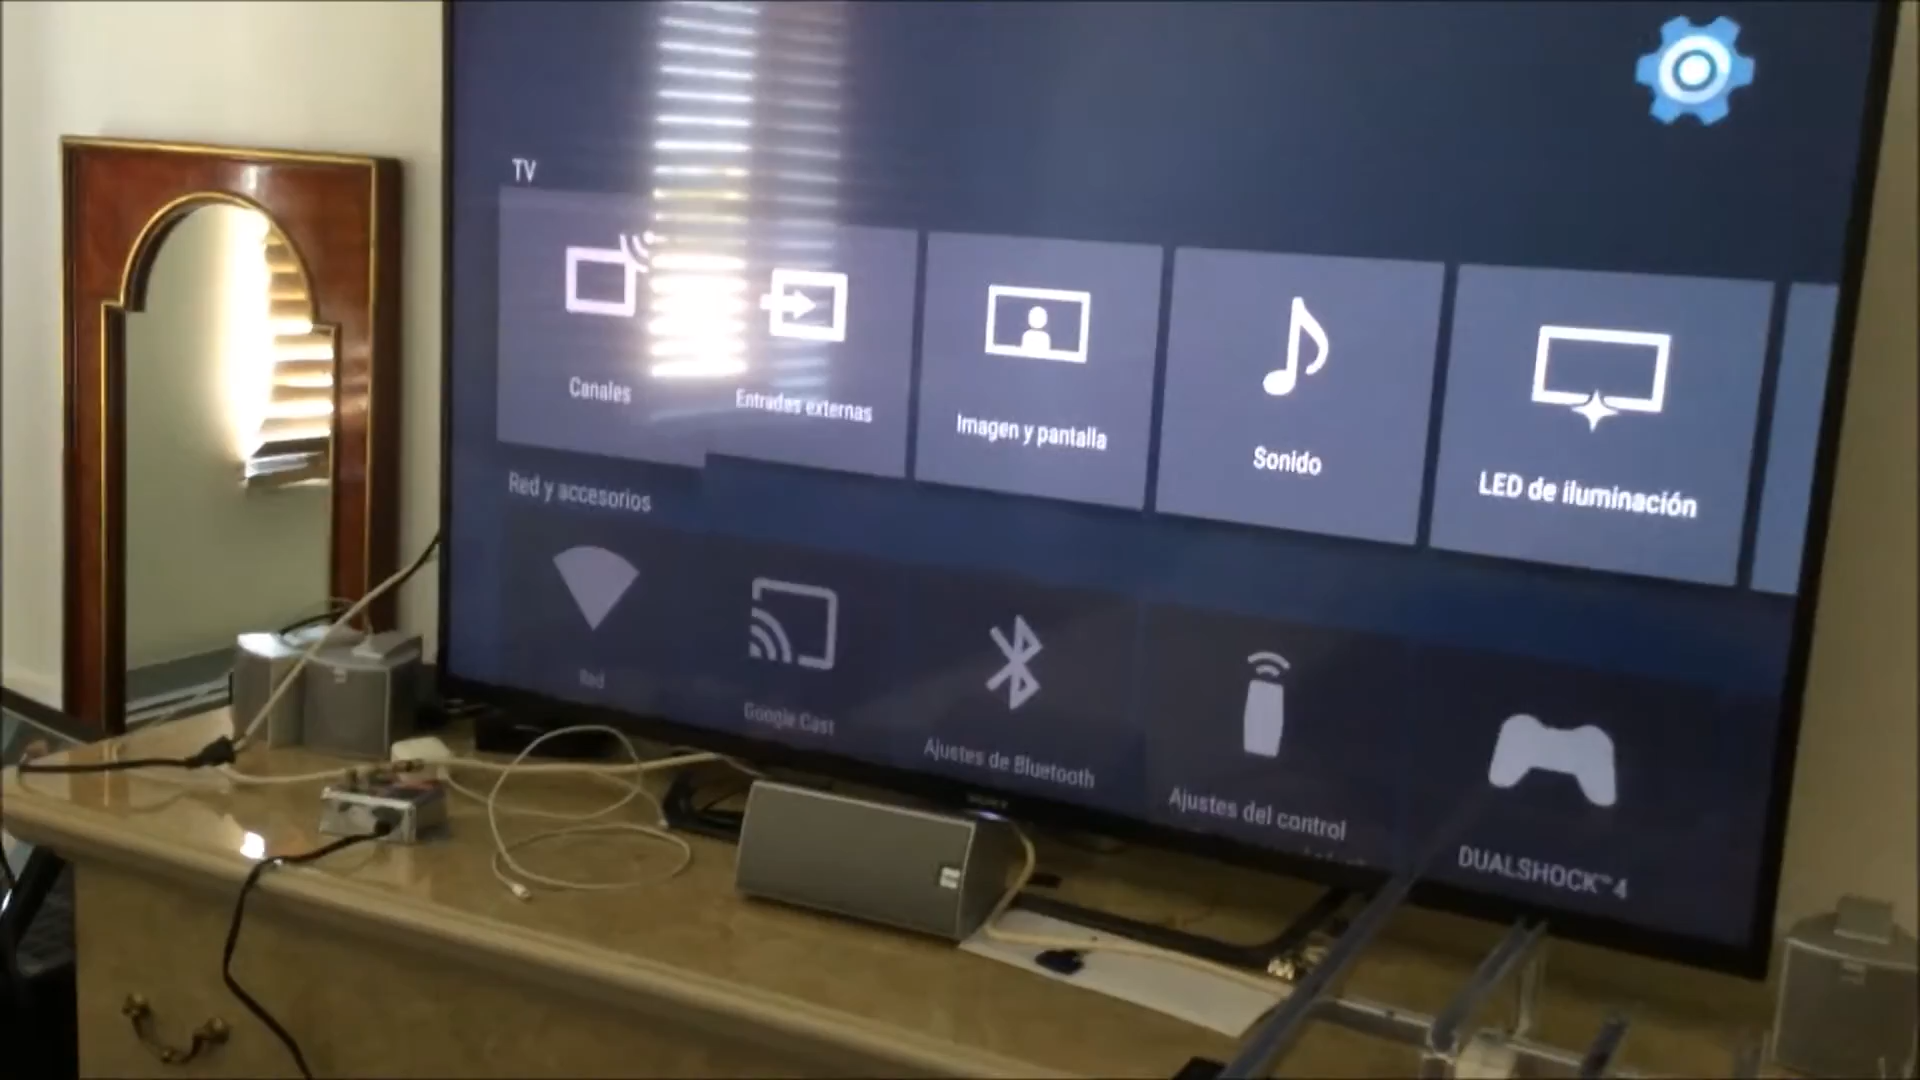 TV
Canales
Entradas externas
Imagen y pantalla
Sonido
LED de iluminación
Red y accesorios
Red
Google Cast
Ajustes de Bluetooth
Ajustes del control
DUALSHOCK™4
SONY